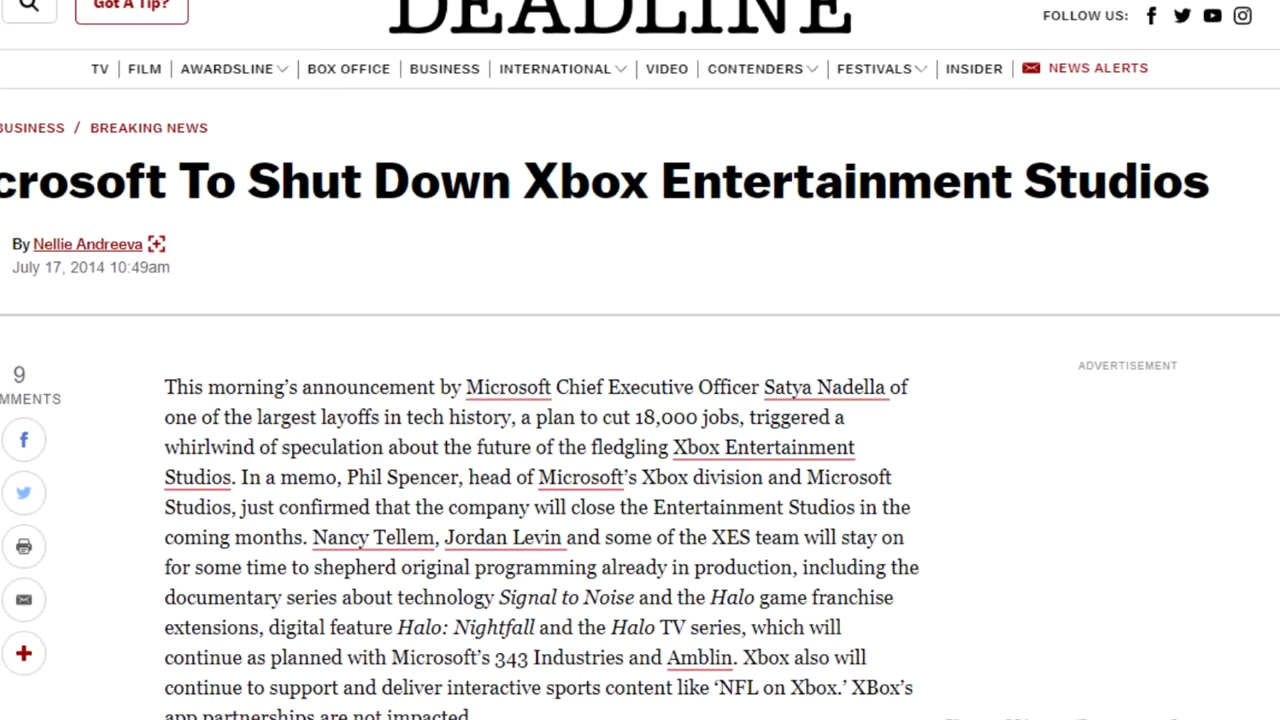 Got A Tip?
DEADLINE
FOLLOW US:
TV | FILM | AWARDSLINE | BOX OFFICE | BUSINESS | INTERNATIONAL | VIDEO | CONTENDERS | FESTIVALS | INSIDER | NEWS ALERTS
BUSINESS / BREAKING NEWS
crosoft To Shut Down Xbox Entertainment Studios
By Nellie Andreeva
July 17, 2014 10:49am
9
MMENTS
ADVERTISEMENT
This morning’s announcement by Microsoft Chief Executive Officer Satya Nadella of
one of the largest layoffs in tech history, a plan to cut 18,000 jobs, triggered a
whirlwind of speculation about the future of the fledgling Xbox Entertainment
Studios. In a memo, Phil Spencer, head of Microsoft’s Xbox division and Microsoft
Studios, just confirmed that the company will close the Entertainment Studios in the
coming months. Nancy Tellem, Jordan Levin and some of the XES team will stay on
for some time to shepherd original programming already in production, including the
documentary series about technology Signal to Noise and the Halo game franchise
extensions, digital feature Halo: Nightfall and the Halo TV series, which will
continue as planned with Microsoft’s 343 Industries and Amblin. Xbox also will
continue to support and deliver interactive sports content like ‘NFL on Xbox.’ XBox’s
app partnerships are not impacted